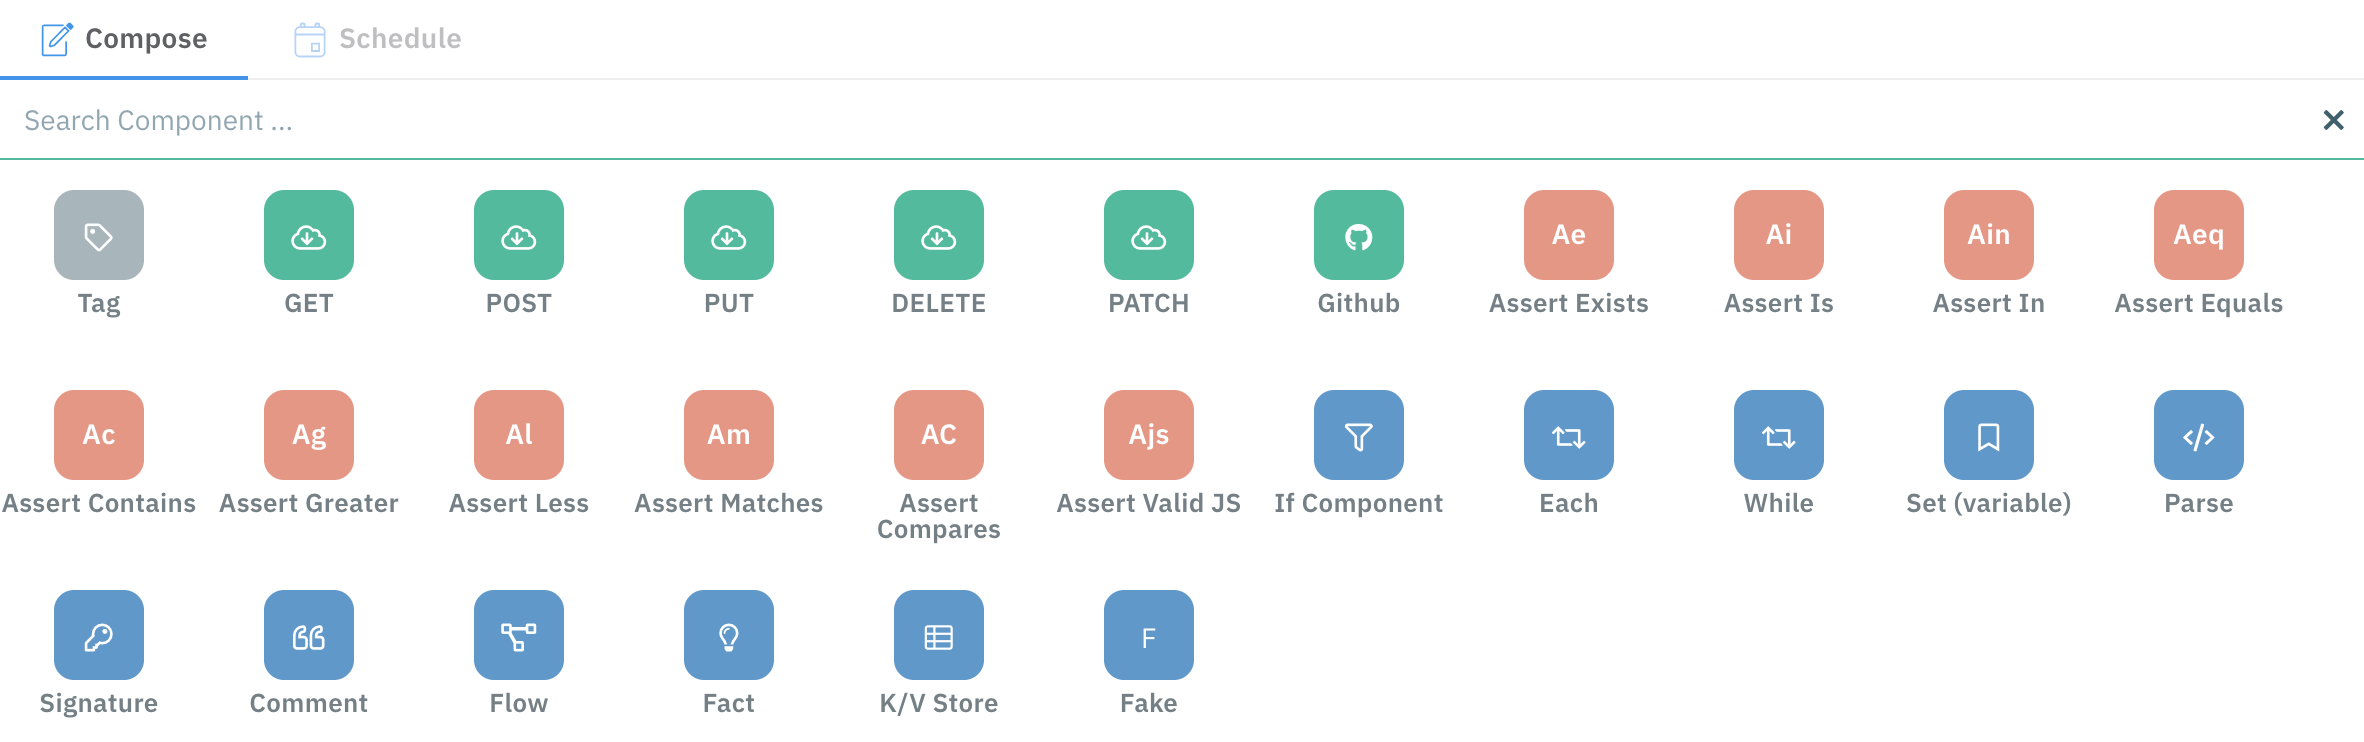 Compose
Schedule
Search Component ...
Ae
Ai
Ain
Aeq
Tag
GET
POST
PUT
DELETE
PATCH
Github
Assert Exists
Assert Is
Assert In
Assert Equals
Ac
Ag
Al
Am
AC
Ajs
Assert Contains
Assert Greater
Assert Less
Assert Matches
Assert
Compares
Assert Valid JS
If Component
Each
While
Set (variable)
Parse
F
Signature
Comment
Flow
Fact
K/V Store
Fake